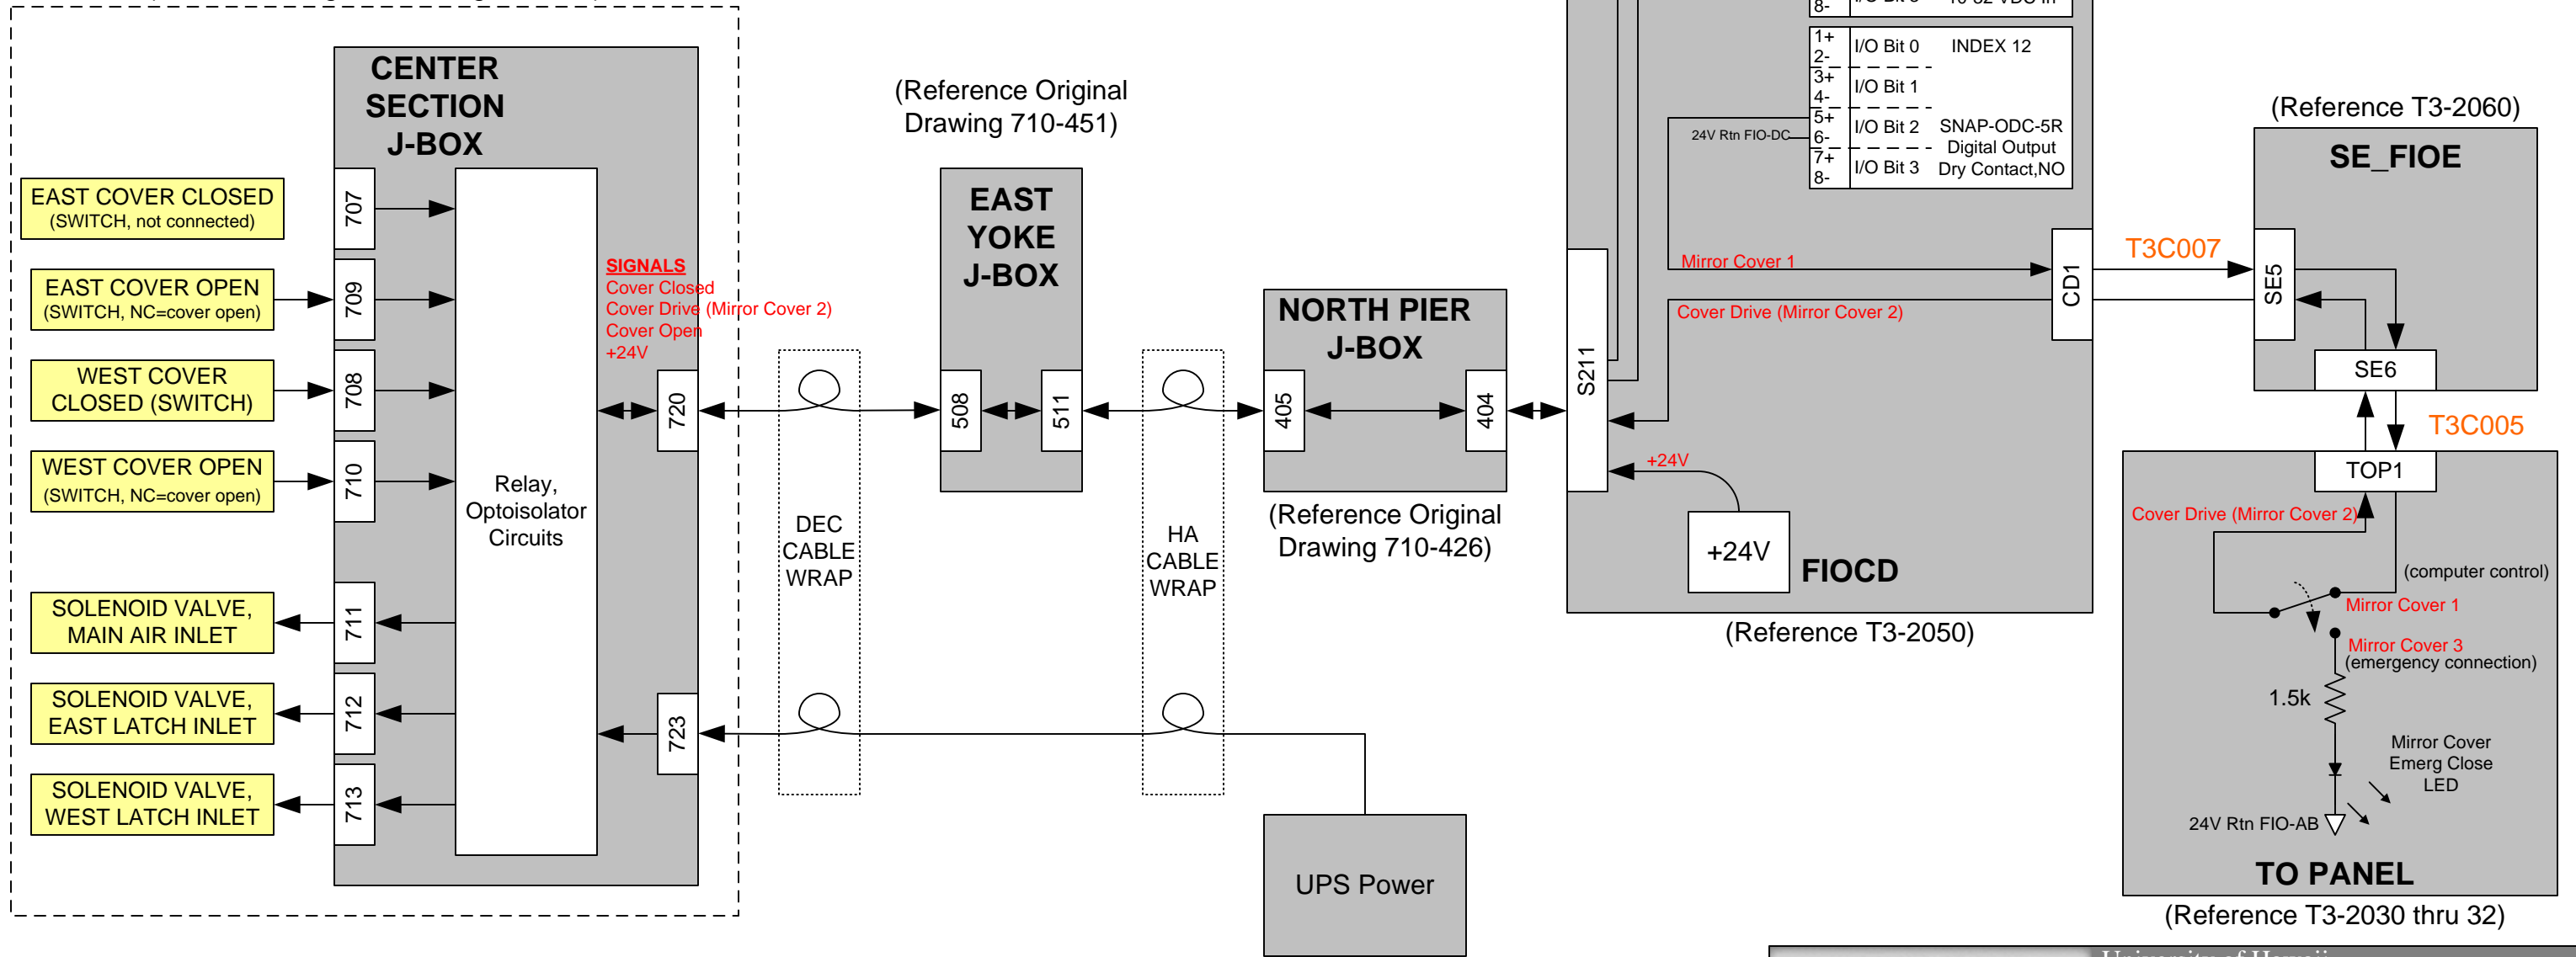 CENTER
SECTION
J-BOX
EAST COVER CLOSED
(SWITCH, not connected)
EAST COVER OPEN
(SWITCH, NC=cover open)
WEST COVER
CLOSED (SWITCH)
WEST COVER OPEN
(SWITCH, NC=cover open)
SOLENOID VALVE,
MAIN AIR INLET
SOLENOID VALVE,
EAST LATCH INLET
SOLENOID VALVE,
WEST LATCH INLET
707
709
708
710
711
712
713
Relay,
Optoisolator
Circuits
SIGNALS
Cover Closed
Cover Drive (Mirror Cover 2)
Cover Open
+24V
720
723
DEC
CABLE
WRAP
(Reference Original
Drawing 710-451)
EAST
YOKE
J-BOX
508
511
HA
CABLE
WRAP
NORTH PIER
J-BOX
405
404
(Reference Original
Drawing 710-426)
UPS Power
8-
1+
2-
3+
4-
5+
6-
7+
8-
I/O Bit 0
I/O Bit 1
I/O Bit 2
I/O Bit 3
INDEX 12
SNAP-ODC-5R
Digital Output
Dry Contact,NO
24V Rtn FIO-DC
Mirror Cover 1
Cover Drive (Mirror Cover 2)
S211
+24V
+24V
FIOCD
CD1
(Reference T3-2050)
T3C007
(Reference T3-2060)
SE_FIOE
SE5
SE6
T3C005
TOP1
Cover Drive (Mirror Cover 2)
(computer control)
Mirror Cover 1
Mirror Cover 3
(emergency connection)
1.5k
Mirror Cover
Emerg Close
LED
24V Rtn FIO-AB
TO PANEL
(Reference T3-2030 thru 32)
University of Hawaii